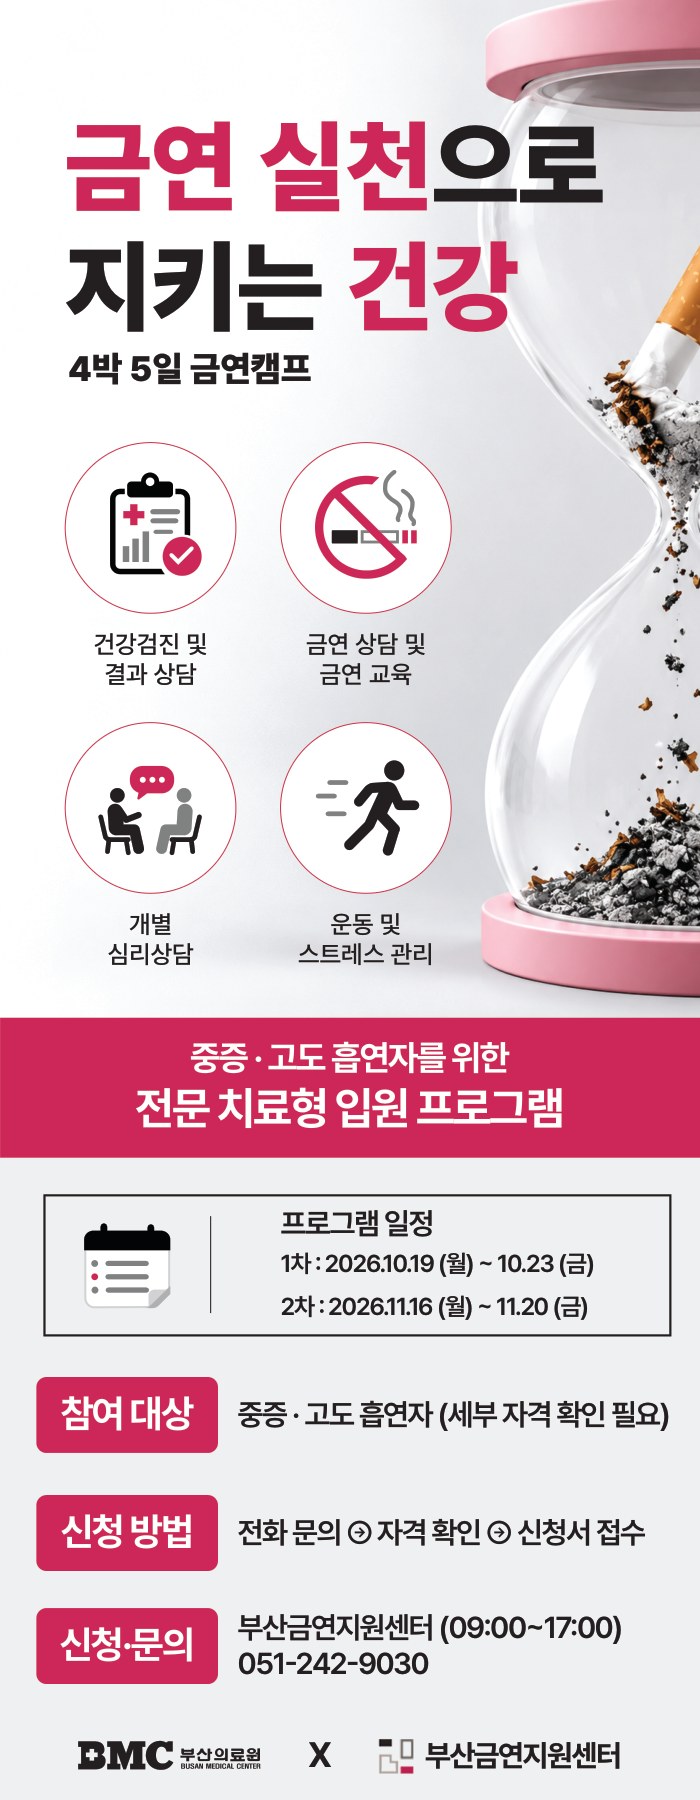 금연 실천으로
지키는 건강
4박 5일 금연캠프
건강검진 및
결과 상담
금연 상담 및
금연 교육
개별
심리상담
운동 및
스트레스 관리
중증 · 고도 흡연자를 위한
전문 치료형 입원 프로그램
프로그램 일정
1차 : 2026.10.19 (월) ~ 10.23 (금)
2차 : 2026.11.16 (월) ~ 11.20 (금)
참여 대상
중증 · 고도 흡연자 (세부 자격 확인 필요)
신청 방법
전화 문의 → 자격 확인 → 신청서 접수
신청·문의
부산금연지원센터 (09:00~17:00)
051-242-9030
BMC 부산의료원
BUSAN MEDICAL CENTER
X
부산금연지원센터